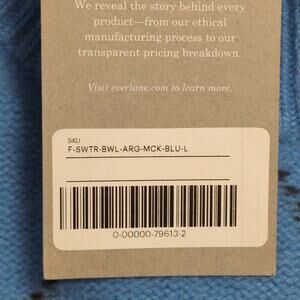 We reveal the story behind every
product—from our ethical
manufacturing process to our
transparent pricing breakdown.
Visit everlane.com to learn more.
SKU
F-SWTR-BWL-ARG-MCK-BLU-L
0-00000-79613-2